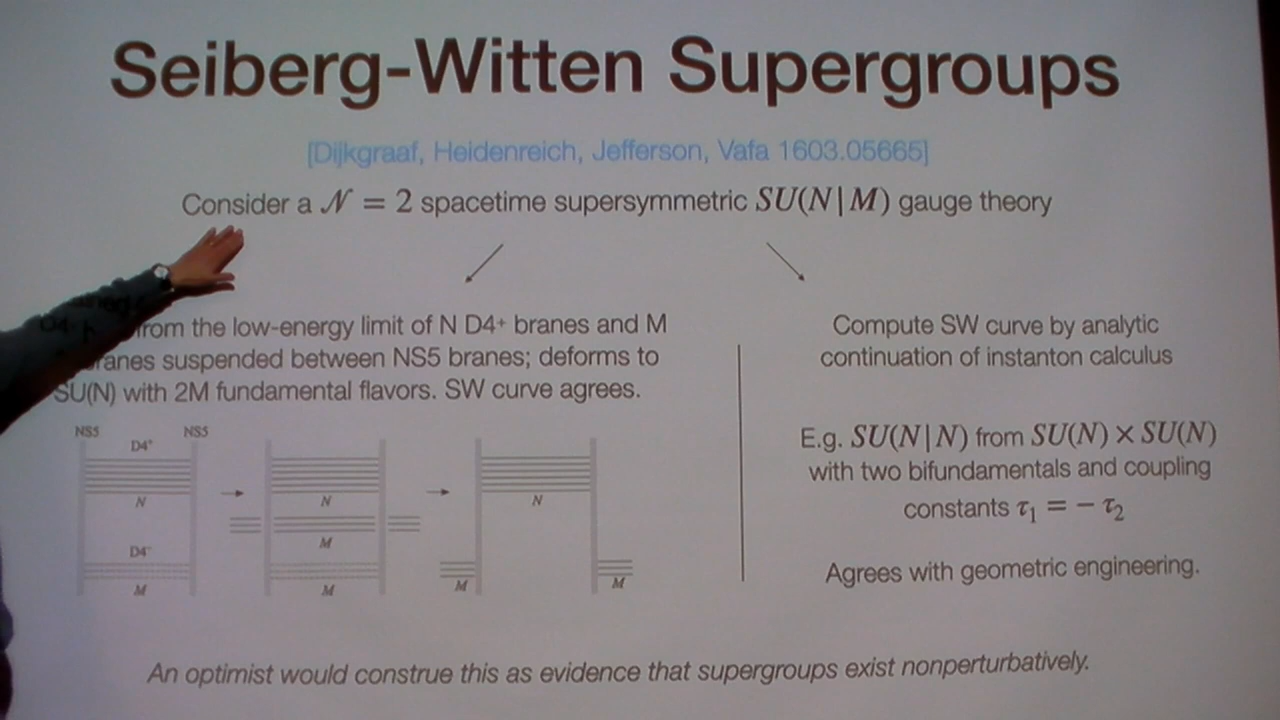 Seiberg-Witten Supergroups
[Dijkgraaf, Heidenreich, Jefferson, Vafa 1603.05665]
Consider a 𝒩 = 2 spacetime supersymmetric SU(N|M) gauge theory
from the low-energy limit of N D4⁺ branes and M
suspended between NS5 branes; deforms to
SU(N) with 2M fundamental flavors. SW curve agrees.
NS5 NS5
D4⁺
N
D4⁻
M
N
M
M
N
M M
Compute SW curve by analytic
continuation of instanton calculus
E.g. SU(N|N) from SU(N) × SU(N)
with two bifundamentals and coupling
constants τ₁ = − τ₂
Agrees with geometric engineering.
An optimist would construe this as evidence that supergroups exist nonperturbatively.